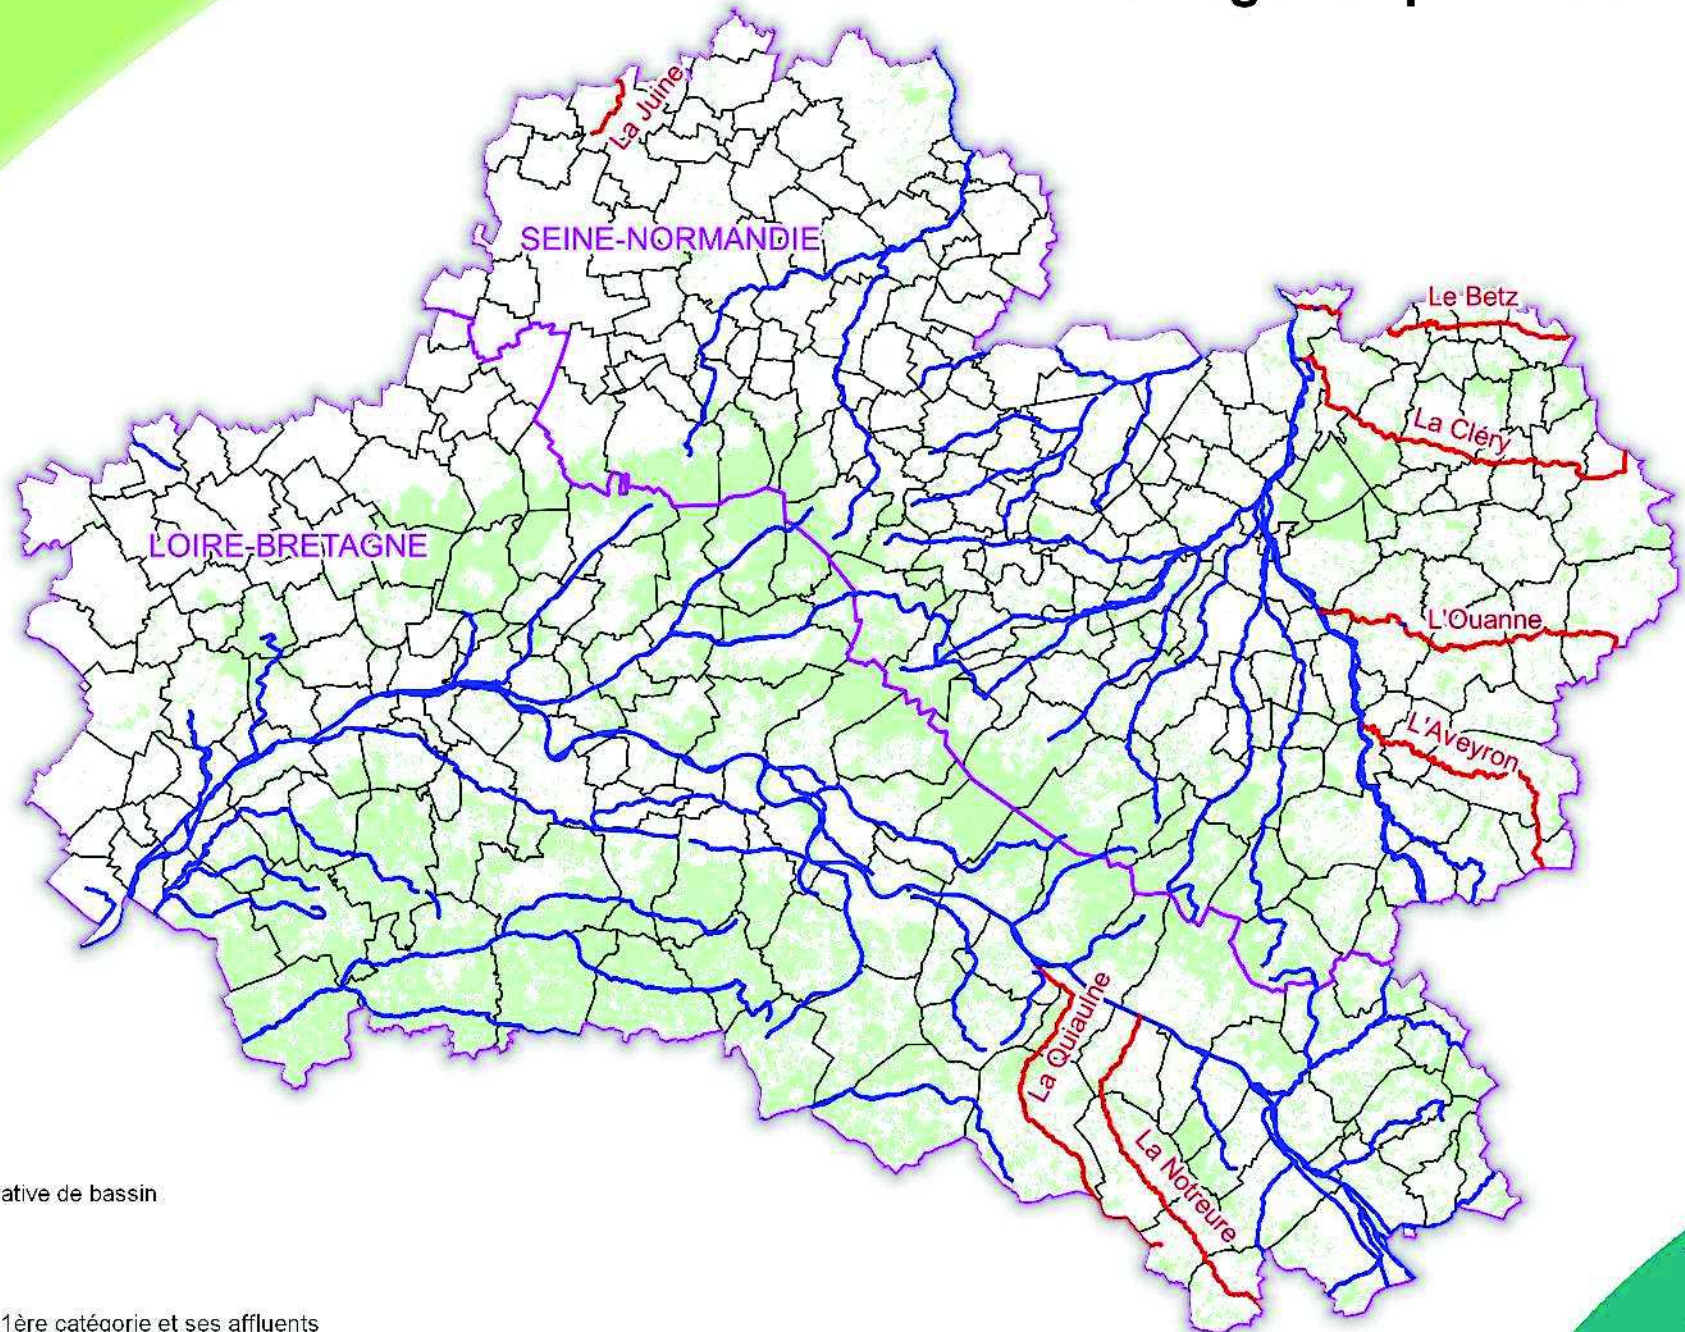 La Juine
SEINE-NORMANDIE
Le Betz
La Cléry
LOIRE-BRETAGNE
L'Ouanne
L'Aveyron
La Quiaulne
La Notreure
ative de bassin
1ère catégorie et ses affluents